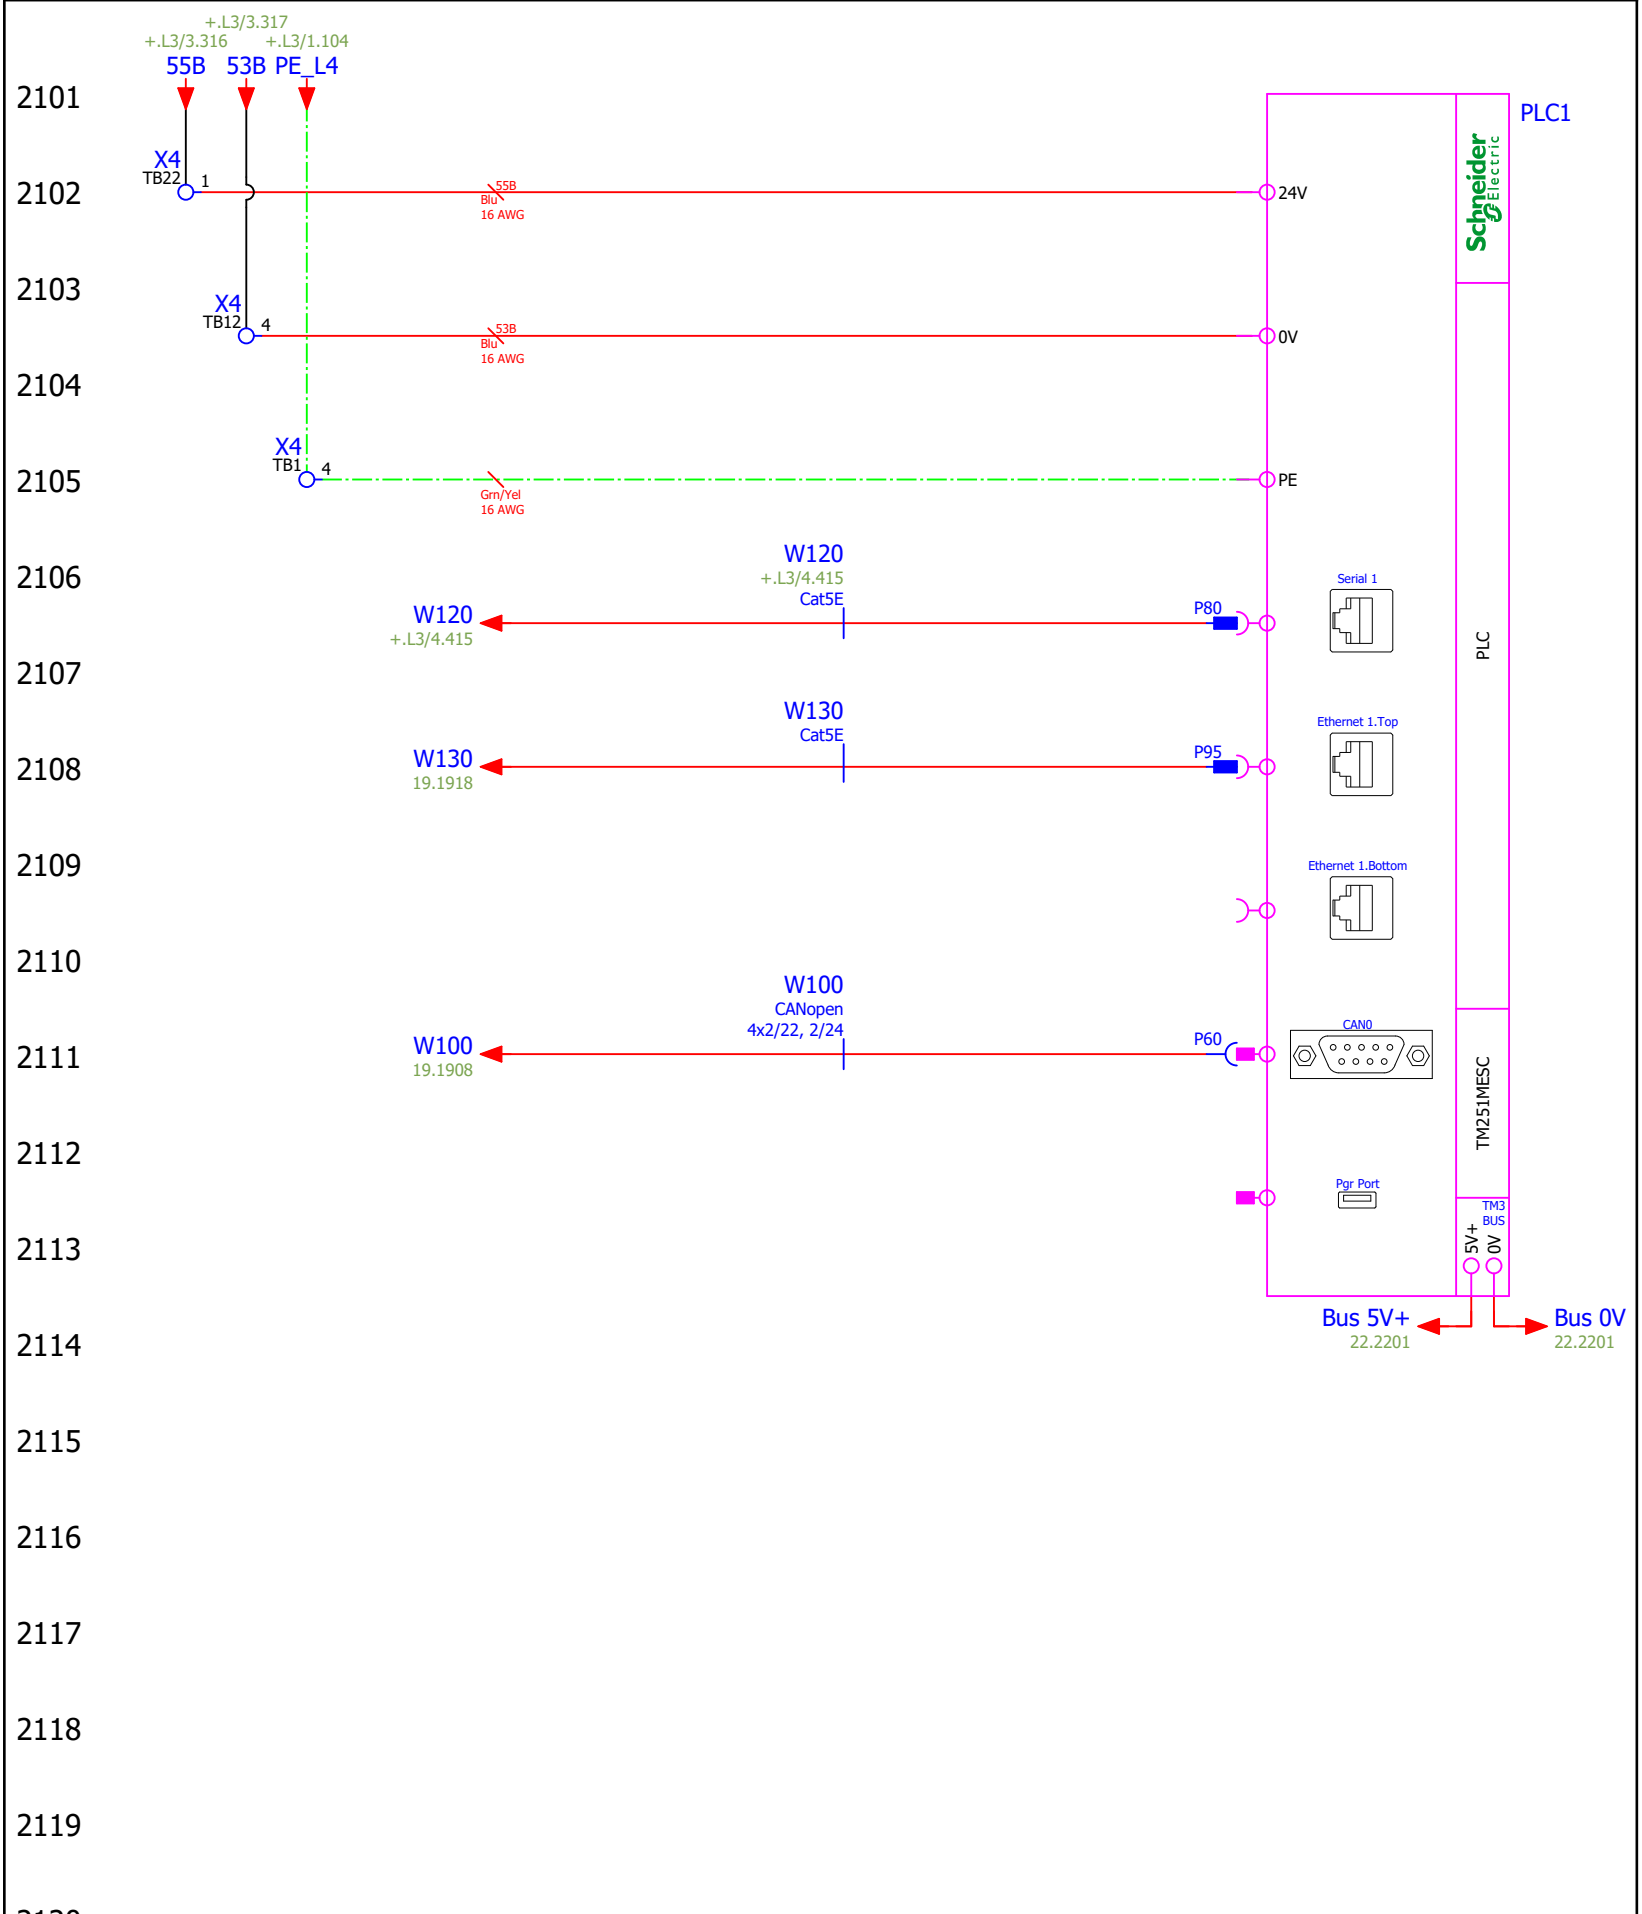 +.L3/3.317
+.L3/3.316
+.L3/1.104
55B
53B
PE_L4
2101
PLC1
Schneider
Electric
X4
TB22
1
2102
55B
Blu
16 AWG
24V
2103
X4
TB12
4
53B
Blu
16 AWG
0V
2104
X4
TB1
4
2105
Grn/Yel
16 AWG
PE
W120
+.L3/4.415
Cat5E
2106
Serial 1
W120
+.L3/4.415
P80
PLC
2107
W130
Cat5E
Ethernet 1.Top
2108
W130
19.1918
P95
2109
Ethernet 1.Bottom
2110
W100
CANopen
4x2/22, 2/24
CAN0
2111
W100
19.1908
P60
TM251MESC
2112
Pgr Port
TM3
BUS
2113
5V+
0V
Bus 5V+
22.2201
Bus 0V
22.2201
2114
2115
2116
2117
2118
2119